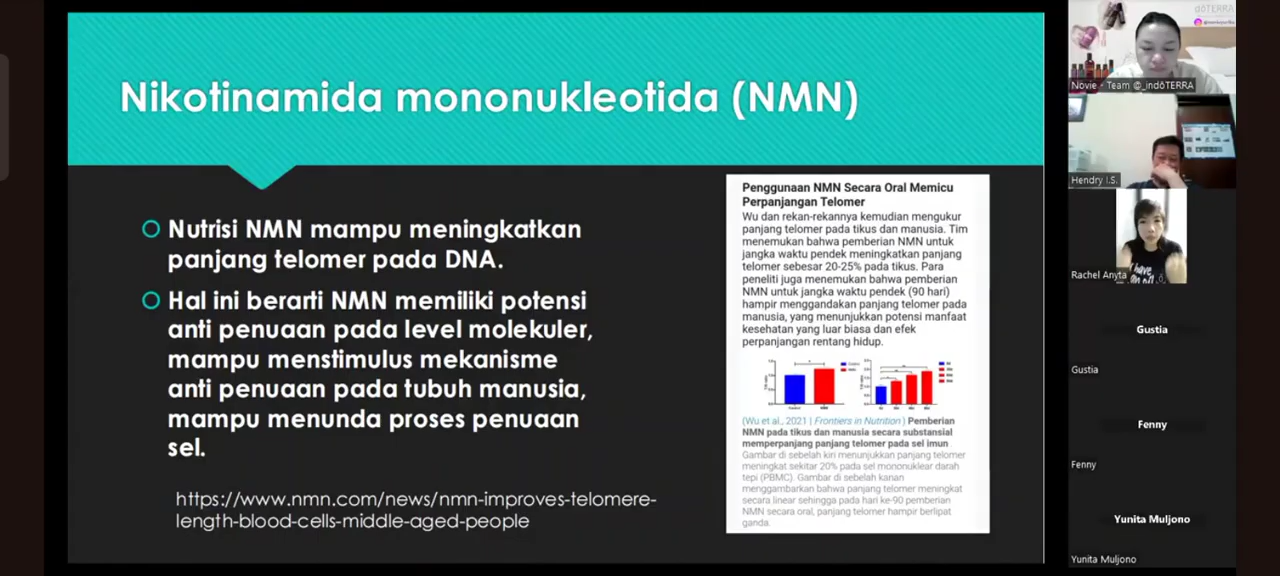 Nikotinamida mononukleotida (NMN)
Nutrisi NMN mampu meningkatkan
panjang telomer pada DNA.
Hal ini berarti NMN memiliki potensi
anti penuaan pada level molekuler,
mampu menstimulus mekanisme
anti penuaan pada tubuh manusia,
mampu menunda proses penuaan
sel.
https://www.nmn.com/news/nmn-improves-telomere-
length-blood-cells-middle-aged-people
Penggunaan NMN Secara Oral Memicu
Perpanjangan Telomer
Wu dan rekan-rekannya kemudian mengukur
panjang telomer pada tikus dan manusia. Tim
menemukan bahwa pemberian NMN untuk
jangka waktu pendek meningkatkan panjang
telomer sebesar 20-25% pada tikus. Para
peneliti juga menemukan bahwa pemberian
NMN untuk jangka waktu pendek (90 hari)
hampir menggandakan panjang telomer pada
manusia, yang menunjukkan potensi manfaat
kesehatan yang luar biasa dan efek
perpanjangan rentang hidup.
(Wu et al., 2021 | Frontiers in Nutrition ) Pemberian
NMN pada tikus dan manusia secara substansial
memperpanjang panjang telomer pada sel imun
Gambar di sebelah kiri menunjukkan panjang telomer
meningkat sekitar 20% pada sel mononuklear darah
tepi (PBMC). Gambar di sebelah kanan
menggambarkan bahwa panjang telomer meningkat
secara linear sehingga pada hari ke-90 pemberian
NMN secara oral, panjang telomer hampir berlipat
ganda.
dōTERRA
Novie - Team @_indōTERRA
Hendry I.S.
Rachel Anyta
Gustia
Gustia
Fenny
Fenny
Yunita Muljono
Yunita Muljono